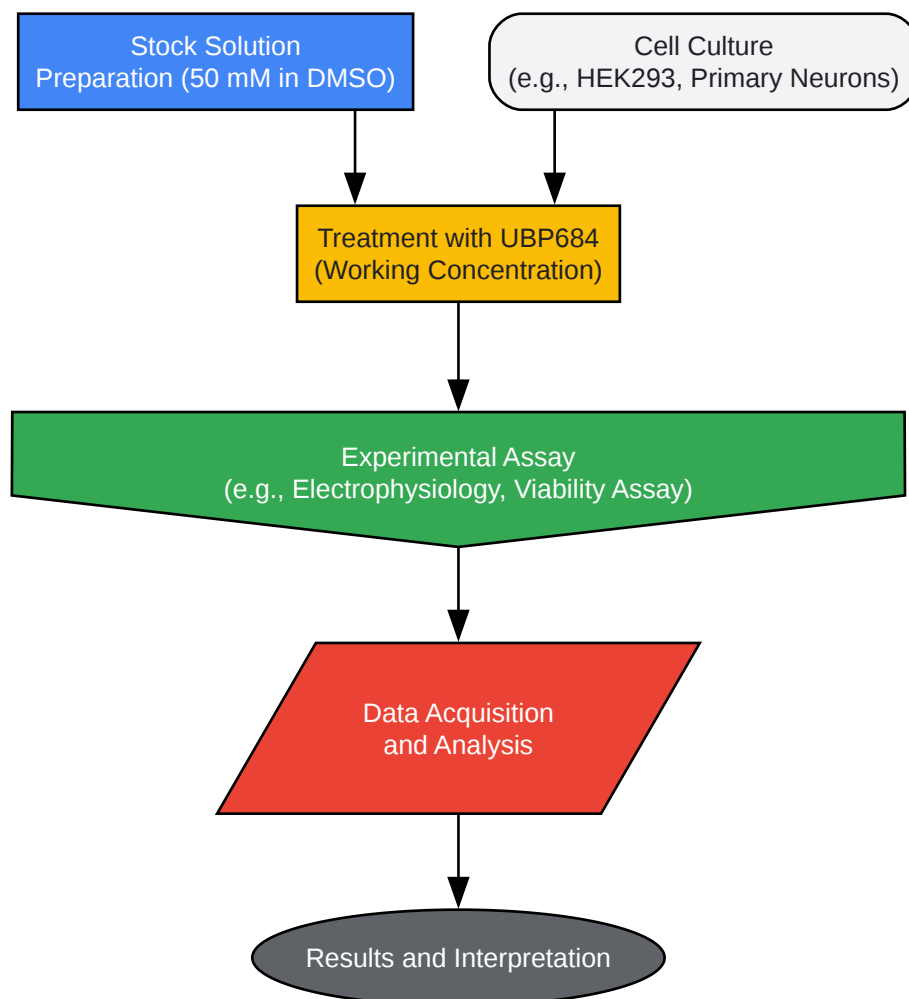 Stock Solution
Preparation (50 mM in DMSO)
Cell Culture
(e.g., HEK293, Primary Neurons)
Treatment with UBP684
(Working Concentration)
Experimental Assay
(e.g., Electrophysiology, Viability Assay)
Data Acquisition
and Analysis
Results and Interpretation